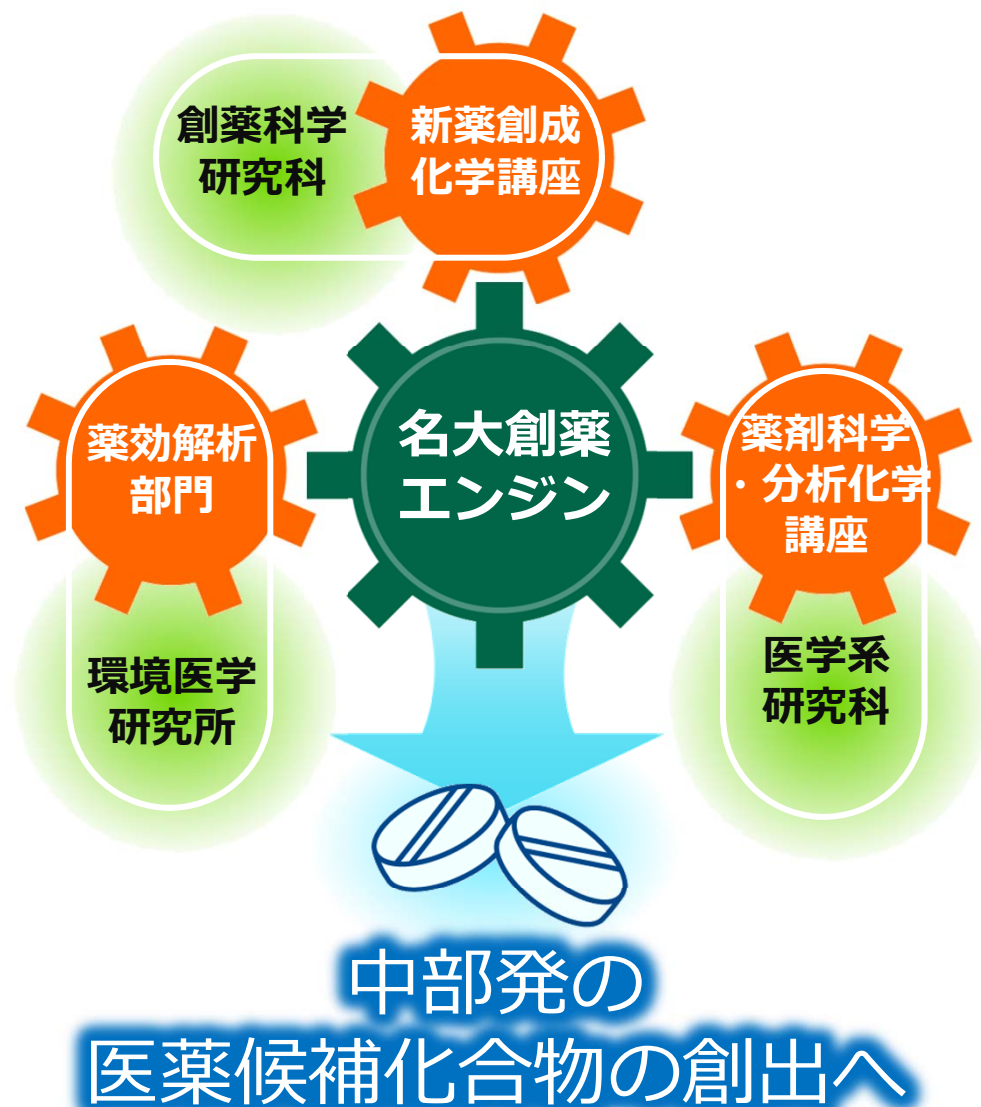 創薬科学
研究科
新薬創成
化学講座
薬効解析
部門
名大創薬
エンジン
薬剤科学
・分析化学
講座
環境医学
研究所
医学系
研究科
中部発の
医薬候補化合物の創出へ